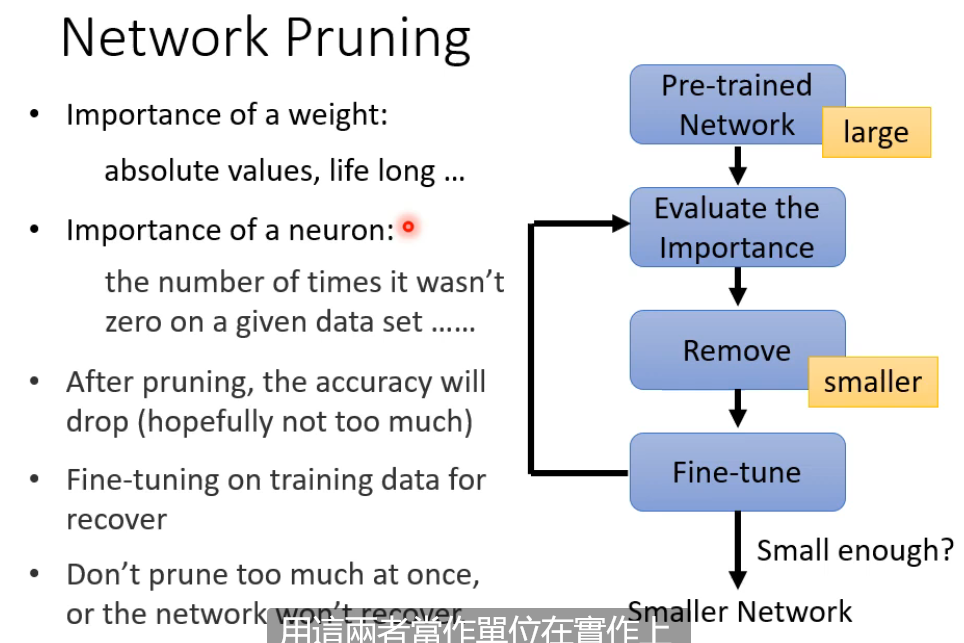 Network Pruning
• Importance of a weight:
absolute values, life long ...
• Importance of a neuron:
the number of times it wasn't
zero on a given data set ……
• After pruning, the accuracy will
drop (hopefully not too much)
• Fine-tuning on training data for
recover
• Don't prune too much at once,
or the network won't recover.
Pre-trained
Network
large
Evaluate the
Importance
Remove
smaller
Fine-tune
Small enough?
Smaller Network
用這兩者當作單位在實作上